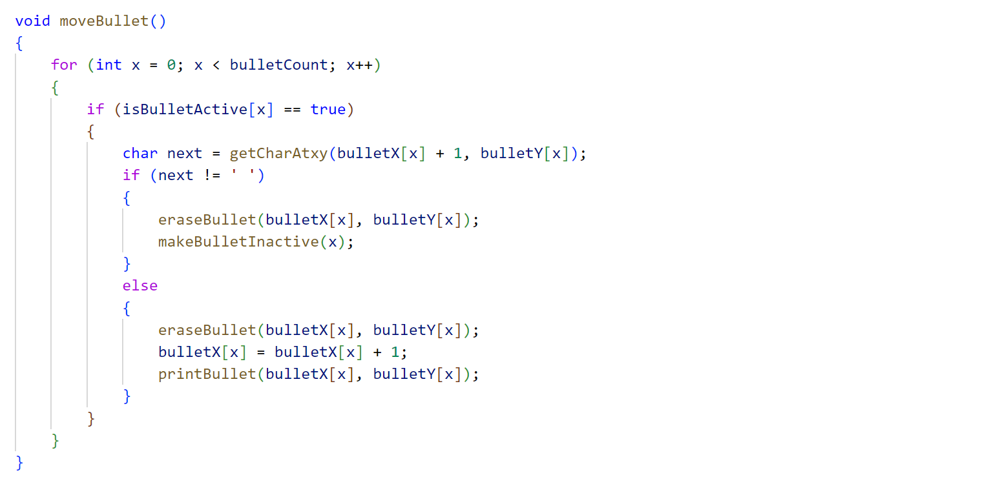 void moveBullet()
{
    for (int x = 0; x < bulletCount; x++)
    {
        if (isBulletActive[x] == true)
        {
            char next = getCharAtxy(bulletX[x] + 1, bulletY[x]);
            if (next != ' ')
            {
                eraseBullet(bulletX[x], bulletY[x]);
                makeBulletInactive(x);
            }
            else
            {
                eraseBullet(bulletX[x], bulletY[x]);
                bulletX[x] = bulletX[x] + 1;
                printBullet(bulletX[x], bulletY[x]);
            }
        }
    }
}